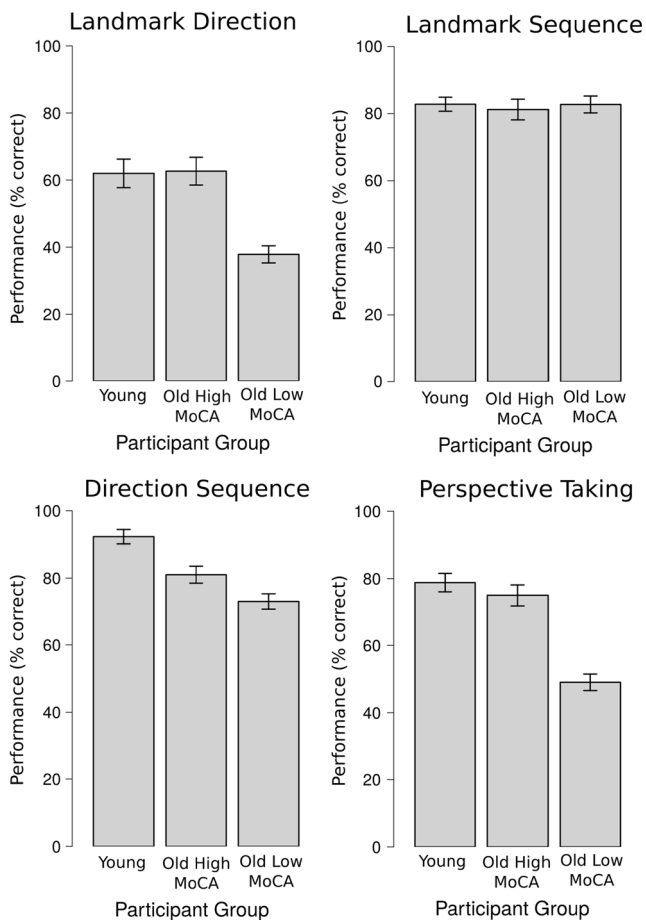 Landmark Direction
Performance (% correct)
100
80
60
40
20
0
Young
Old High
MoCA
Old Low
MoCA
Participant Group
Landmark Sequence
Performance (% correct)
100
80
60
40
20
0
Young
Old High
MoCA
Old Low
MoCA
Participant Group
Direction Sequence
Performance (% correct)
100
80
60
40
20
0
Young
Old High
MoCA
Old Low
MoCA
Participant Group
Perspective Taking
Performance (% correct)
100
80
60
40
20
0
Young
Old High
MoCA
Old Low
MoCA
Participant Group